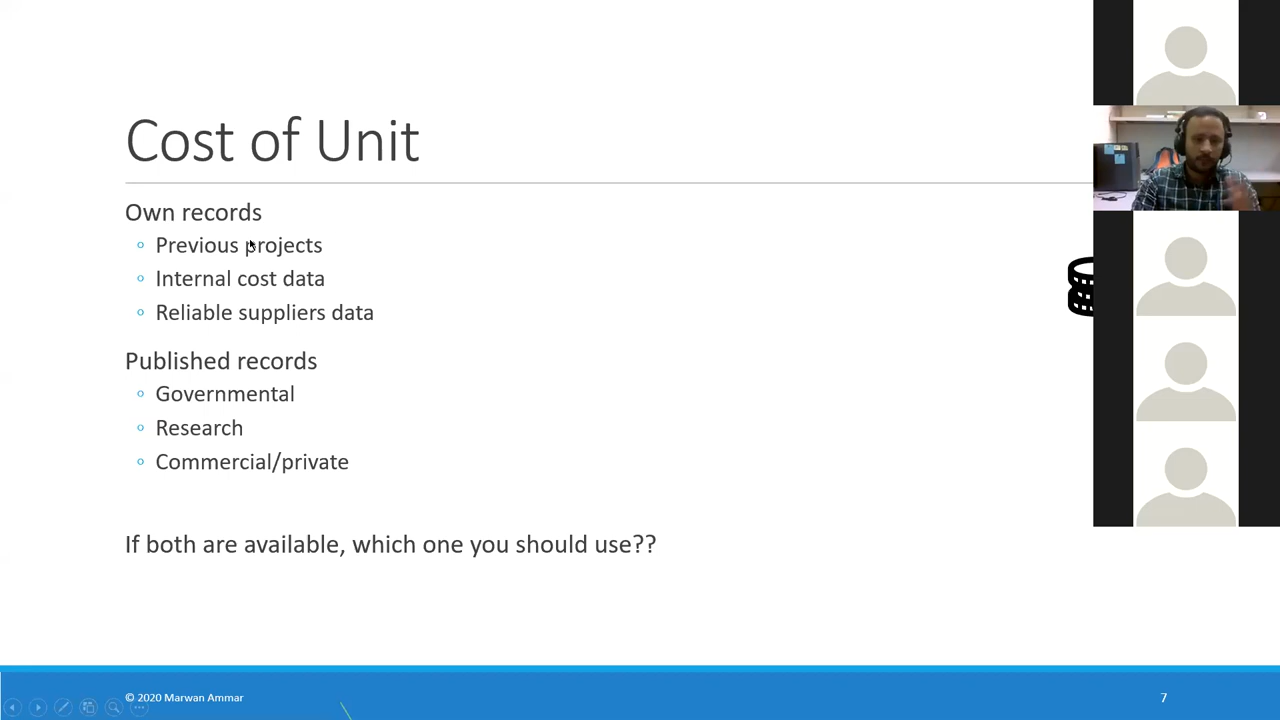 Cost of Unit
Own records
Previous projects
Internal cost data
Reliable suppliers data
Published records
Governmental
Research
Commercial/private
If both are available, which one you should use??
© 2020 Marwan Ammar
7